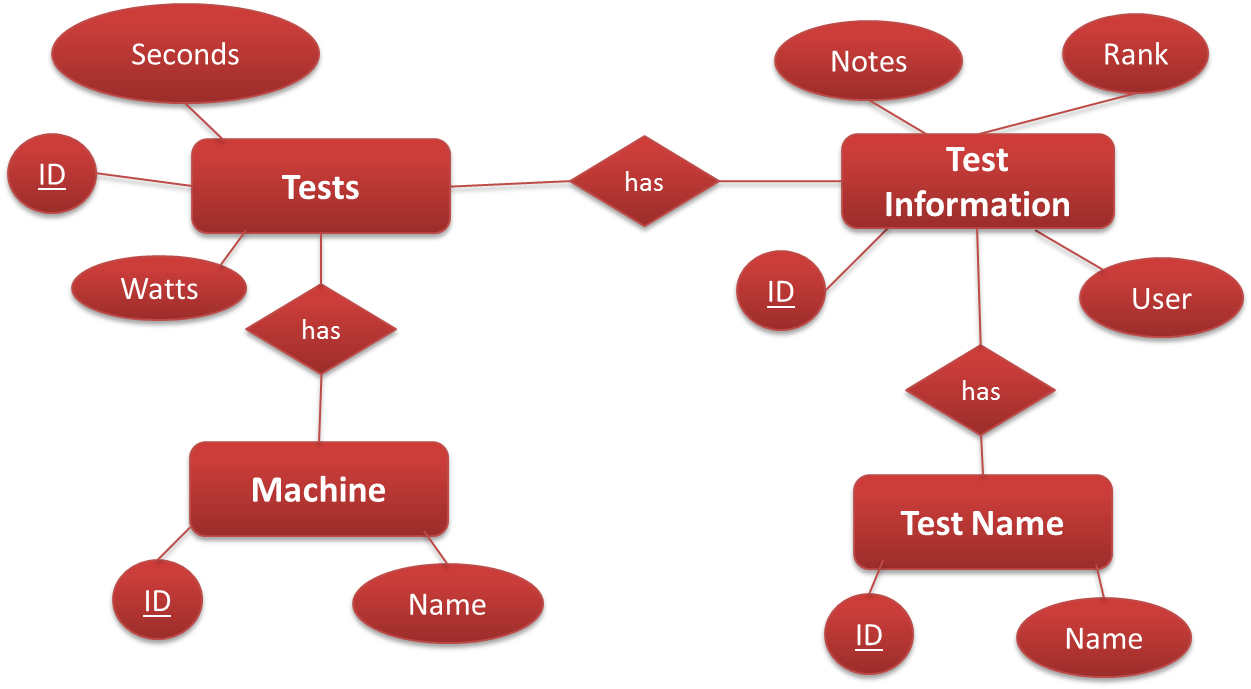 Seconds
Notes
Rank
ID
Tests
has
Test
Information
Watts
ID
User
has
has
Machine
Test Name
ID
Name
ID
Name